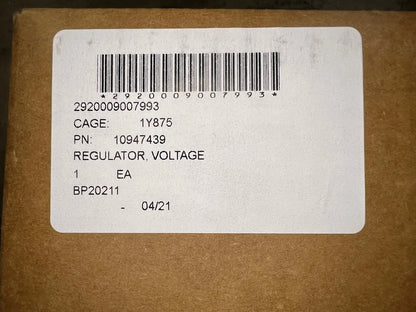 *2920009007993*
2920009007993
CAGE: 1Y875
PN: 10947439
REGULATOR, VOLTAGE
1 EA
BP20211
- 04/21